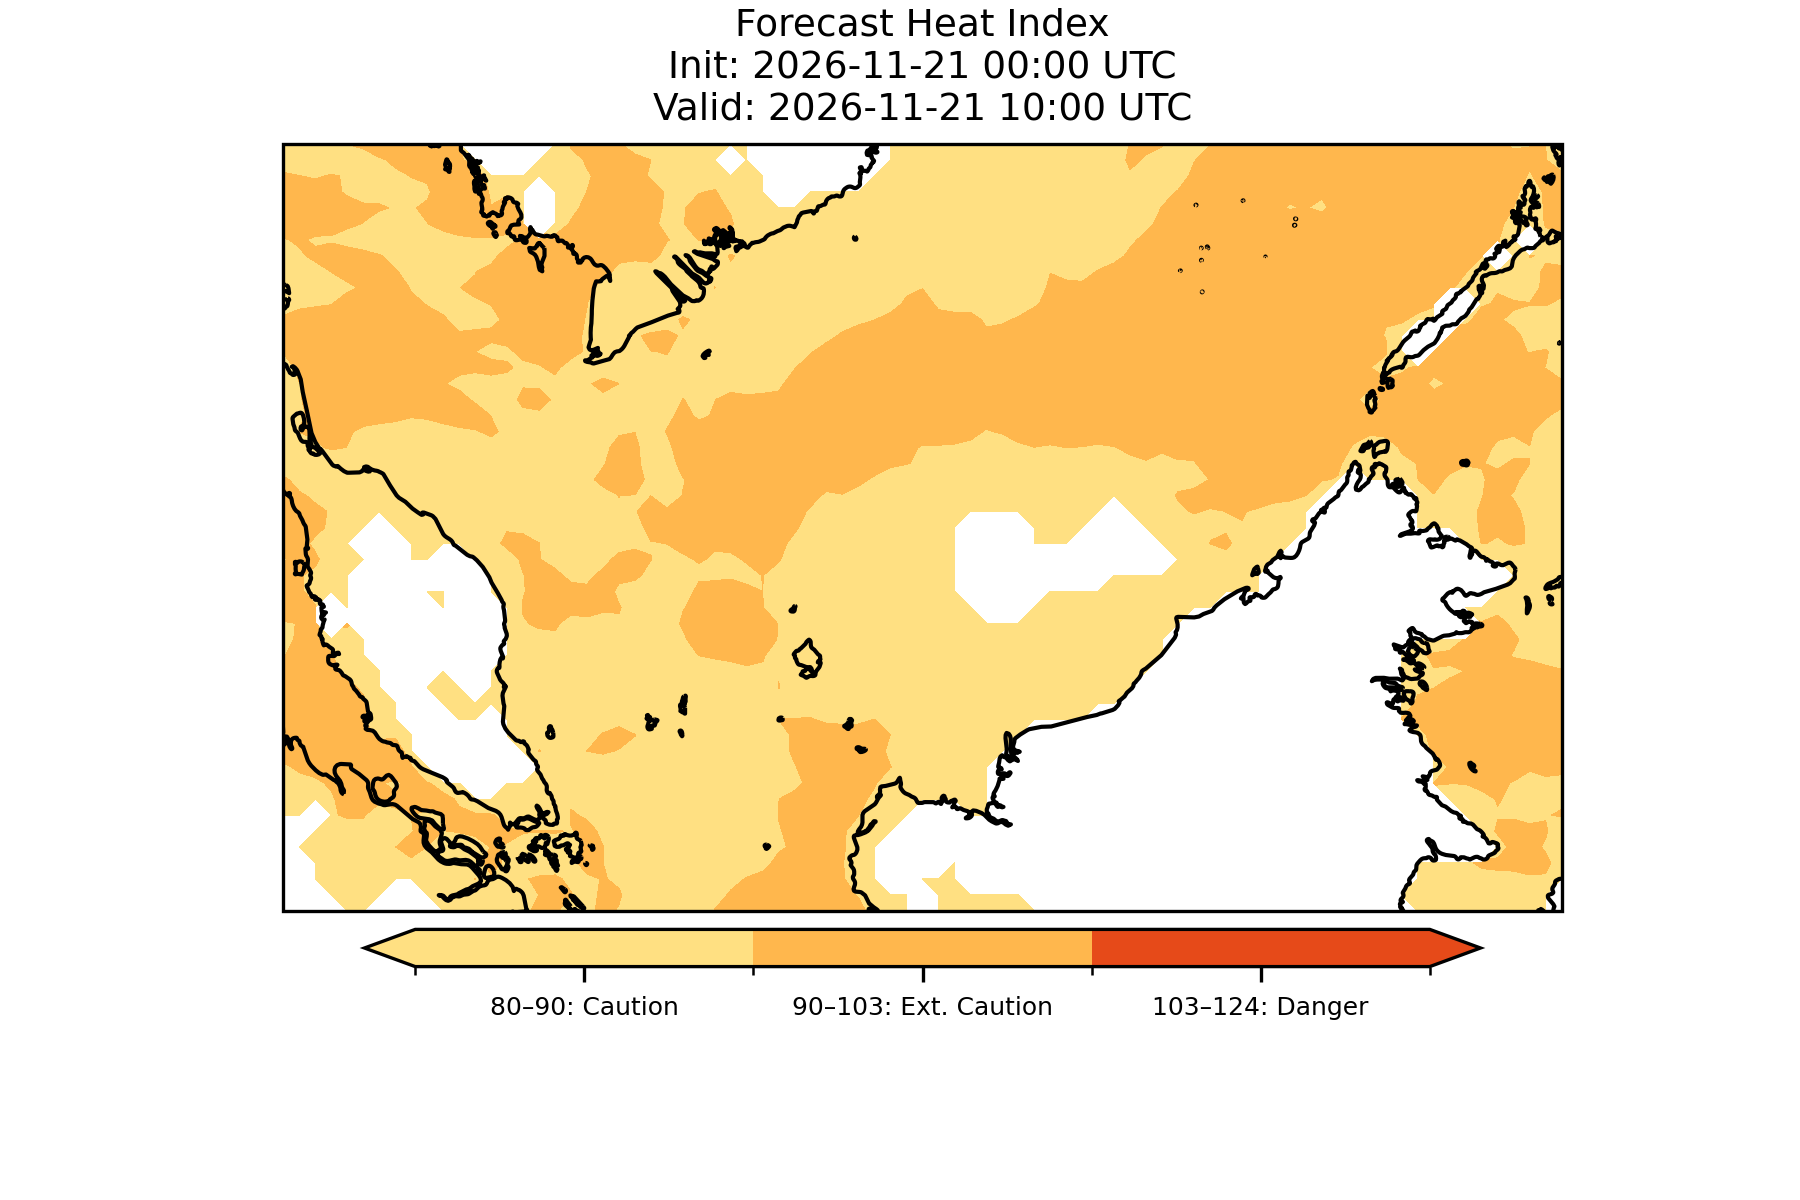 Forecast Heat Index
Init: 2026-11-21 00:00 UTC
Valid: 2026-11-21 10:00 UTC
80–90: Caution
90–103: Ext. Caution
103–124: Danger